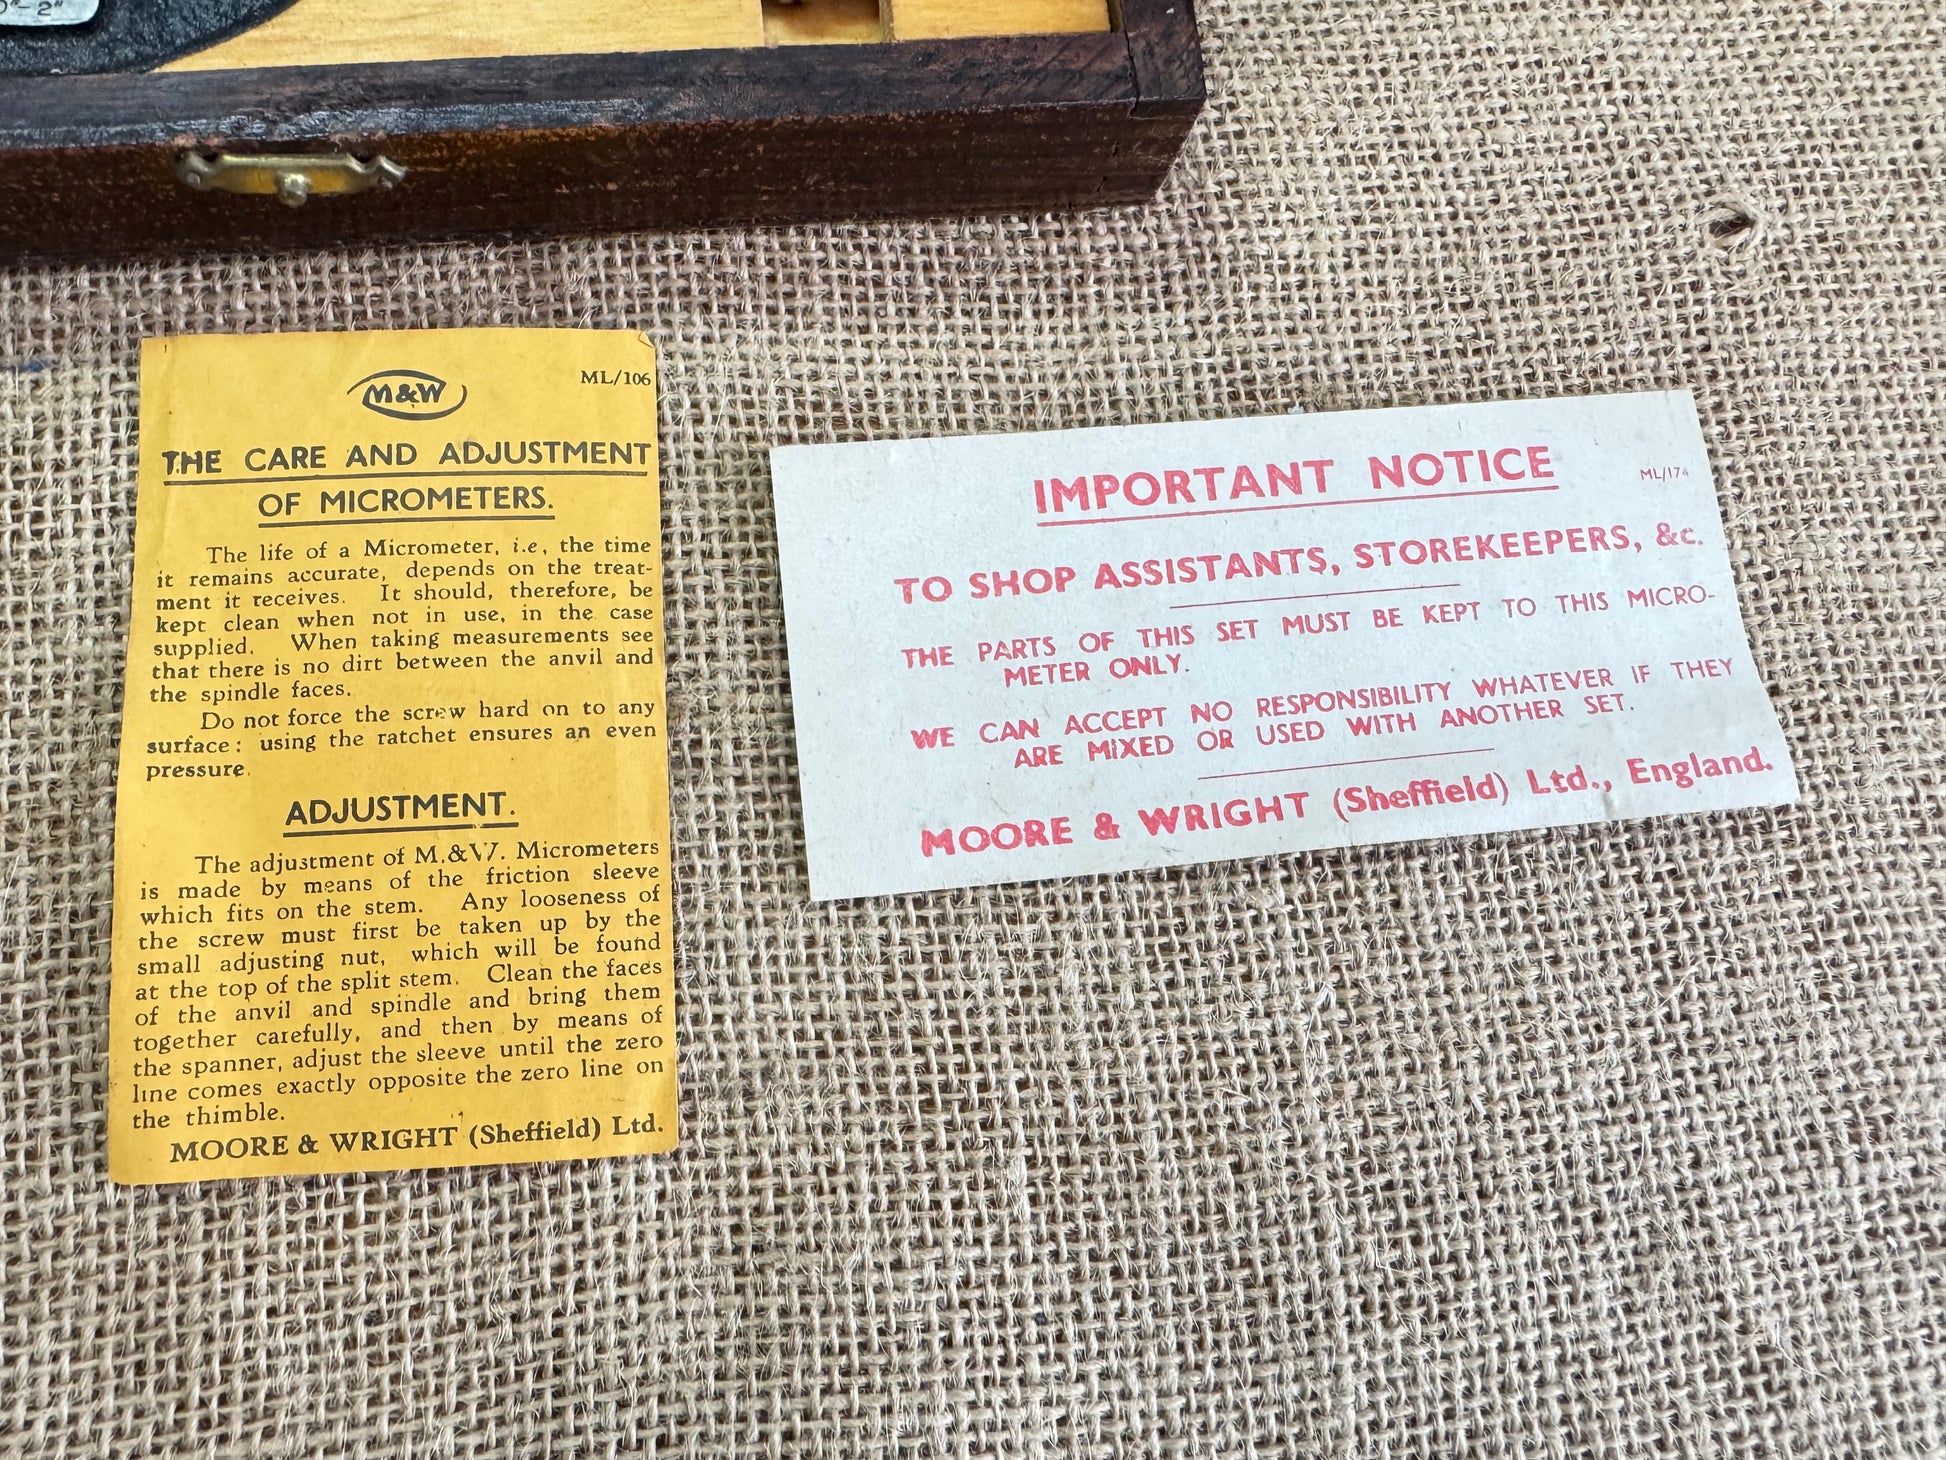 0"- 2"
M&W
ML/106
THE CARE AND ADJUSTMENT
OF MICROMETERS.
The life of a Micrometer, i.e, the time
it remains accurate, depends on the treat-
ment it receives. It should, therefore, be
kept clean when not in use, in the case
supplied. When taking measurements see
that there is no dirt between the anvil and
the spindle faces.
Do not force the screw hard on to any
surface: using the ratchet ensures an even
pressure.
ADJUSTMENT.
The adjustment of M.&W. Micrometers
is made by means of the friction sleeve
which fits on the stem. Any looseness of
the screw must first be taken up by the
small adjusting nut, which will be found
at the top of the split stem. Clean the faces
of the anvil and spindle and bring them
together carefully, and then by means of
the spanner, adjust the sleeve until the zero
line comes exactly opposite the zero line on
the thimble.
MOORE & WRIGHT (Sheffield) Ltd.
IMPORTANT NOTICE
ML/174
TO SHOP ASSISTANTS, STOREKEEPERS, &c.
THE PARTS OF THIS SET MUST BE KEPT TO THIS MICRO-
METER ONLY.
WE CAN ACCEPT NO RESPONSIBILITY WHATEVER IF THEY
ARE MIXED OR USED WITH ANOTHER SET.
MOORE & WRIGHT (Sheffield) Ltd., England.